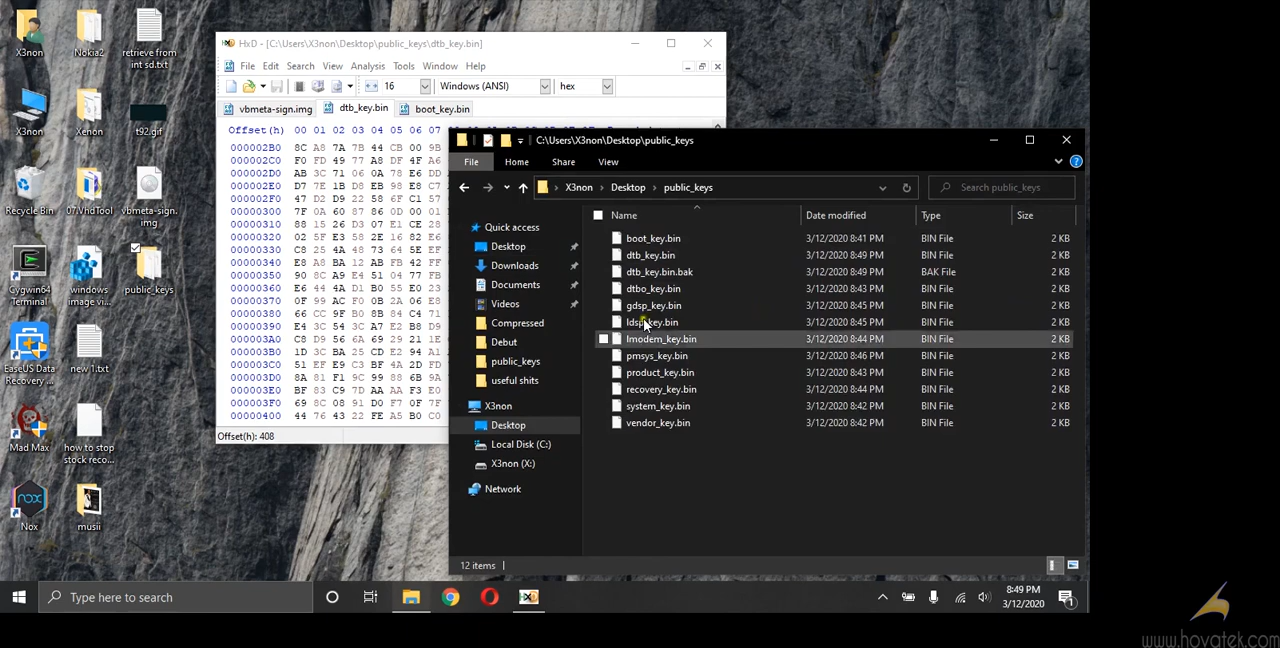 X3non
Nokia2
retrieve from
int sd.txt
X3non
Xenon
t92.gif
Recycle Bin
07.VhdTool
vbmeta-sign.
img
Cygwin64
Terminal
windows
image vi...
public_keys
EaseUS Data
Recovery ...
new 1.txt
Mad Max
how to stop
stock reco...
Nox
musii
HxD - [C:\Users\X3non\Desktop\public_keys\dtb_key.bin]
File Edit Search View Analysis Tools Window Help
16 Windows (ANSI) hex
vbmeta-sign.img dtb_key.bin boot_key.bin
Offset(h) 00 01 02 03 04 05 06 07
000002B0 8C A8 7A 7B 44 CB 00 9B
000002C0 F0 FD 49 77 A8 DF 4F A6
000002D0 AB 3C 71 06 0A 78 E6 DD
000002E0 D7 7E 1B D8 EB 98 E8 C7
000002F0 47 D2 D9 22 58 6F C1 57
00000300 7F 0A 60 87 86 0D 00 01
00000310 88 15 26 D3 07 E1 CE 28
00000320 02 5F E3 58 2E 16 82 E6
00000330 C8 25 4A 48 73 64 5E EF
00000340 E8 A8 BA 12 AB FB 42 FF
00000350 90 8C A9 E4 51 04 77 FB
00000360 E6 44 4A D1 B0 55 E0 23
00000370 0F 99 AC F0 0B 2A 06 E8
00000380 66 CC 9F B0 8B 84 C4 71
00000390 E4 3C 54 3C A7 E2 B8 D9
000003A0 C8 D9 56 6A 69 29 21 1E
000003B0 1D 3C BA 25 CD E2 94 A1
000003C0 51 EF E9 C3 BF 4A 2D FD
000003D0 8A 81 F1 9C 99 88 6B 9A
000003E0 BF 83 C9 7D AA AA F3 E0
000003F0 69 8C 08 91 D0 F7 0F 7F
00000400 44 76 43 22 FE A5 B0 C0
Offset(h): 408
C:\Users\X3non\Desktop\public_keys
File Home Share View
X3non Desktop public_keys
Search public_keys
Quick access
Desktop
Downloads
Documents
Videos
Compressed
Debut
public_keys
useful shits
X3non
Desktop
Local Disk (C:)
X3non (X:)
Network
Name Date modified Type Size
boot_key.bin 3/12/2020 8:41 PM BIN File 2 KB
dtb_key.bin 3/12/2020 8:49 PM BIN File 2 KB
dtb_key.bin.bak 3/12/2020 8:49 PM BAK File 2 KB
dtbo_key.bin 3/12/2020 8:43 PM BIN File 2 KB
gdsp_key.bin 3/12/2020 8:45 PM BIN File 2 KB
ldsp_key.bin 3/12/2020 8:45 PM BIN File 2 KB
lmodem_key.bin 3/12/2020 8:44 PM BIN File 2 KB
pmsys_key.bin 3/12/2020 8:46 PM BIN File 2 KB
product_key.bin 3/12/2020 8:43 PM BIN File 2 KB
recovery_key.bin 3/12/2020 8:44 PM BIN File 2 KB
system_key.bin 3/12/2020 8:42 PM BIN File 2 KB
vendor_key.bin 3/12/2020 8:42 PM BIN File 2 KB
12 items
Type here to search
8:49 PM
3/12/2020
1
www.hovatek.com